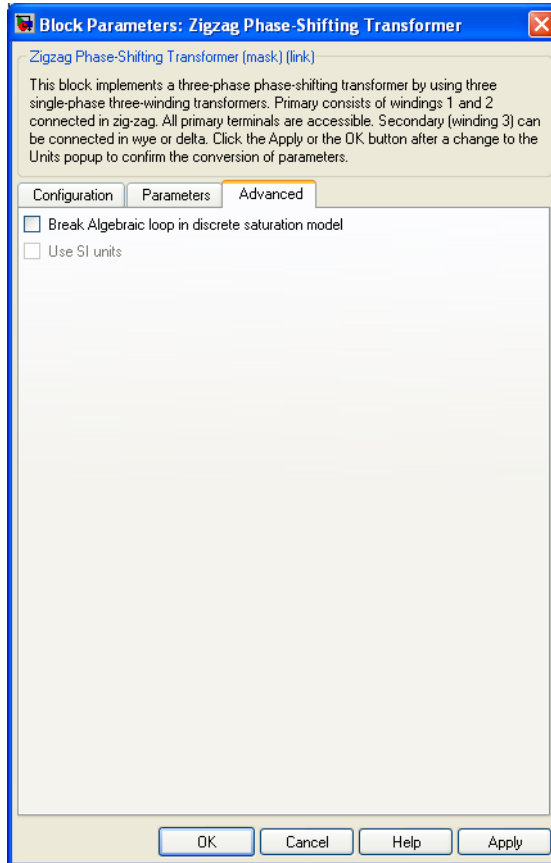 Block Parameters: Zigzag Phase-Shifting Transformer
Zigzag Phase-Shifting Transformer (mask) (link)
This block implements a three-phase phase-shifting transformer by using three
single-phase three-winding transformers. Primary consists of windings 1 and 2
connected in zig-zag. All primary terminals are accessible. Secondary (winding 3) can
be connected in wye or delta. Click the Apply or the OK button after a change to the
Units popup to confirm the conversion of parameters.
Configuration Parameters Advanced
Break Algebraic loop in discrete saturation model
Use SI units
OK Cancel Help Apply